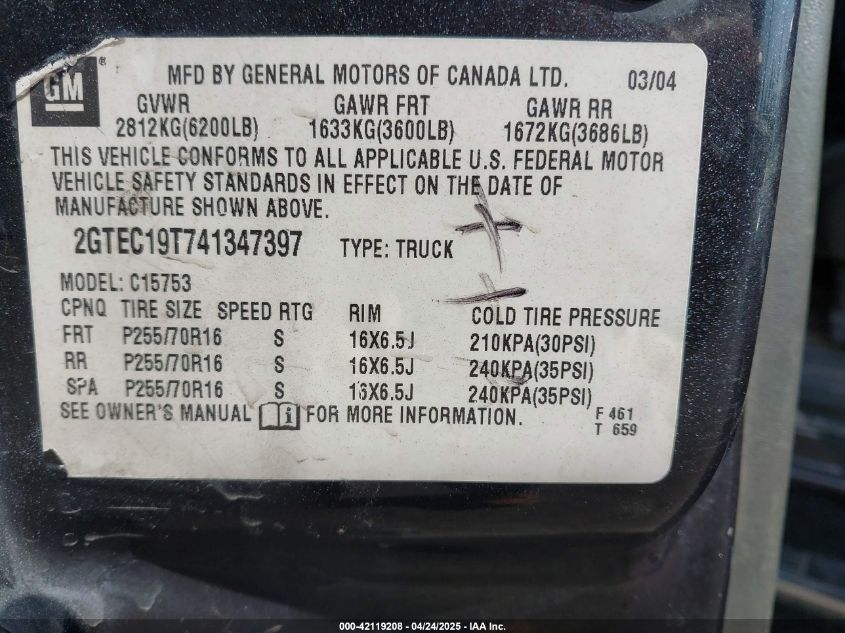 GM
MFD BY GENERAL MOTORS OF CANADA LTD. 03/04
GVWR GAWR FRT GAWR RR
2812KG(6200LB) 1633KG(3600LB) 1672KG(3686LB)
THIS VEHICLE CONFORMS TO ALL APPLICABLE U.S. FEDERAL MOTOR
VEHICLE SAFETY STANDARDS IN EFFECT ON THE DATE OF
MANUFACTURE SHOWN ABOVE.
2GTEC19T741347397 TYPE: TRUCK
MODEL: C15753
CPNQ TIRE SIZE SPEED RTG RIM COLD TIRE PRESSURE
FRT P255/70R16 S 16X6.5J 210KPA(30PSI)
RR P255/70R16 S 16X6.5J 240KPA(35PSI)
SPA P255/70R16 S 16X6.5J 240KPA(35PSI)
SEE OWNER'S MANUAL i FOR MORE INFORMATION.
F 461
T 659
000-42119208 - 04/24/2025 - IAA Inc.